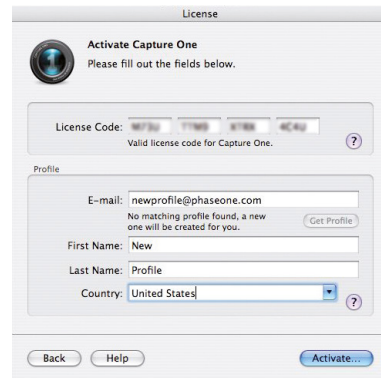 License
Activate Capture One
Please fill out the fields below.
License Code:
Valid license code for Capture One.
?
Profile
E-mail: newprofile@phaseone.com
No matching profile found, a new
one will be created for you.
Get Profile
First Name: New
Last Name: Profile
Country: United States
?
Back Help Activate...